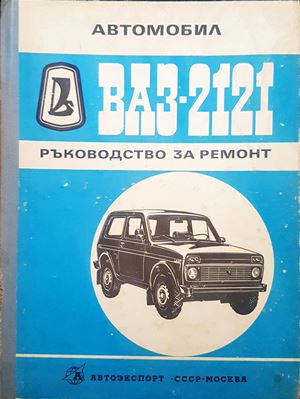 АВТОМОБИЛ
ВАЗ-2121
РЪКОВОДСТВО ЗА РЕМОНТ
АВТОЭКСПОРТ ·СССР·МОСКВА